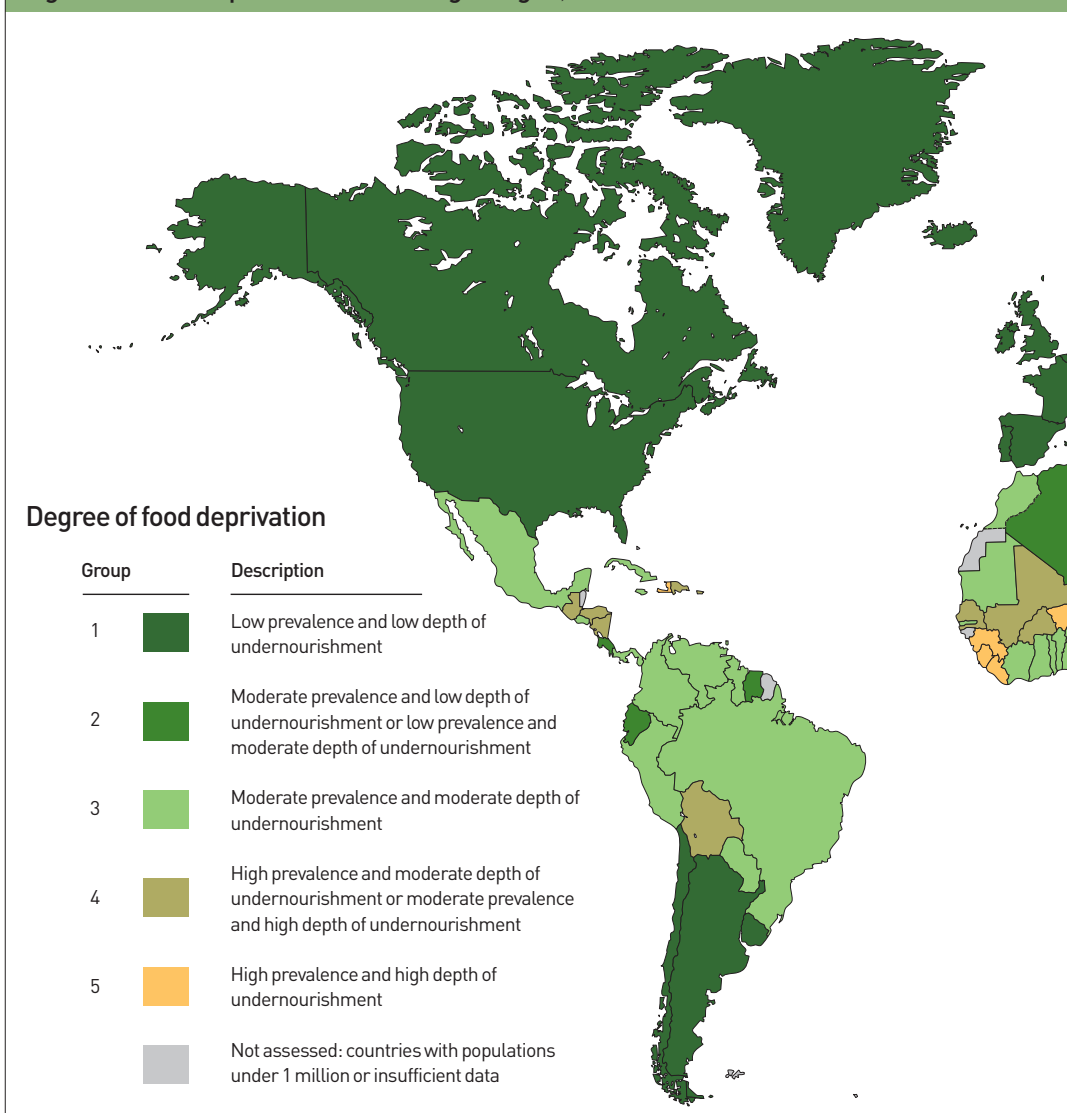 Degree of food deprivation
Group Description
1
Low prevalence and low depth of
undernourishment
2
Moderate prevalence and low depth of
undernourishment or low prevalence and
moderate depth of undernourishment
3
Moderate prevalence and moderate depth of
undernourishment
4
High prevalence and moderate depth of
undernourishment or moderate prevalence
and high depth of undernourishment
5
High prevalence and high depth of
undernourishment
Not assessed: countries with populations
under 1 million or insufficient data